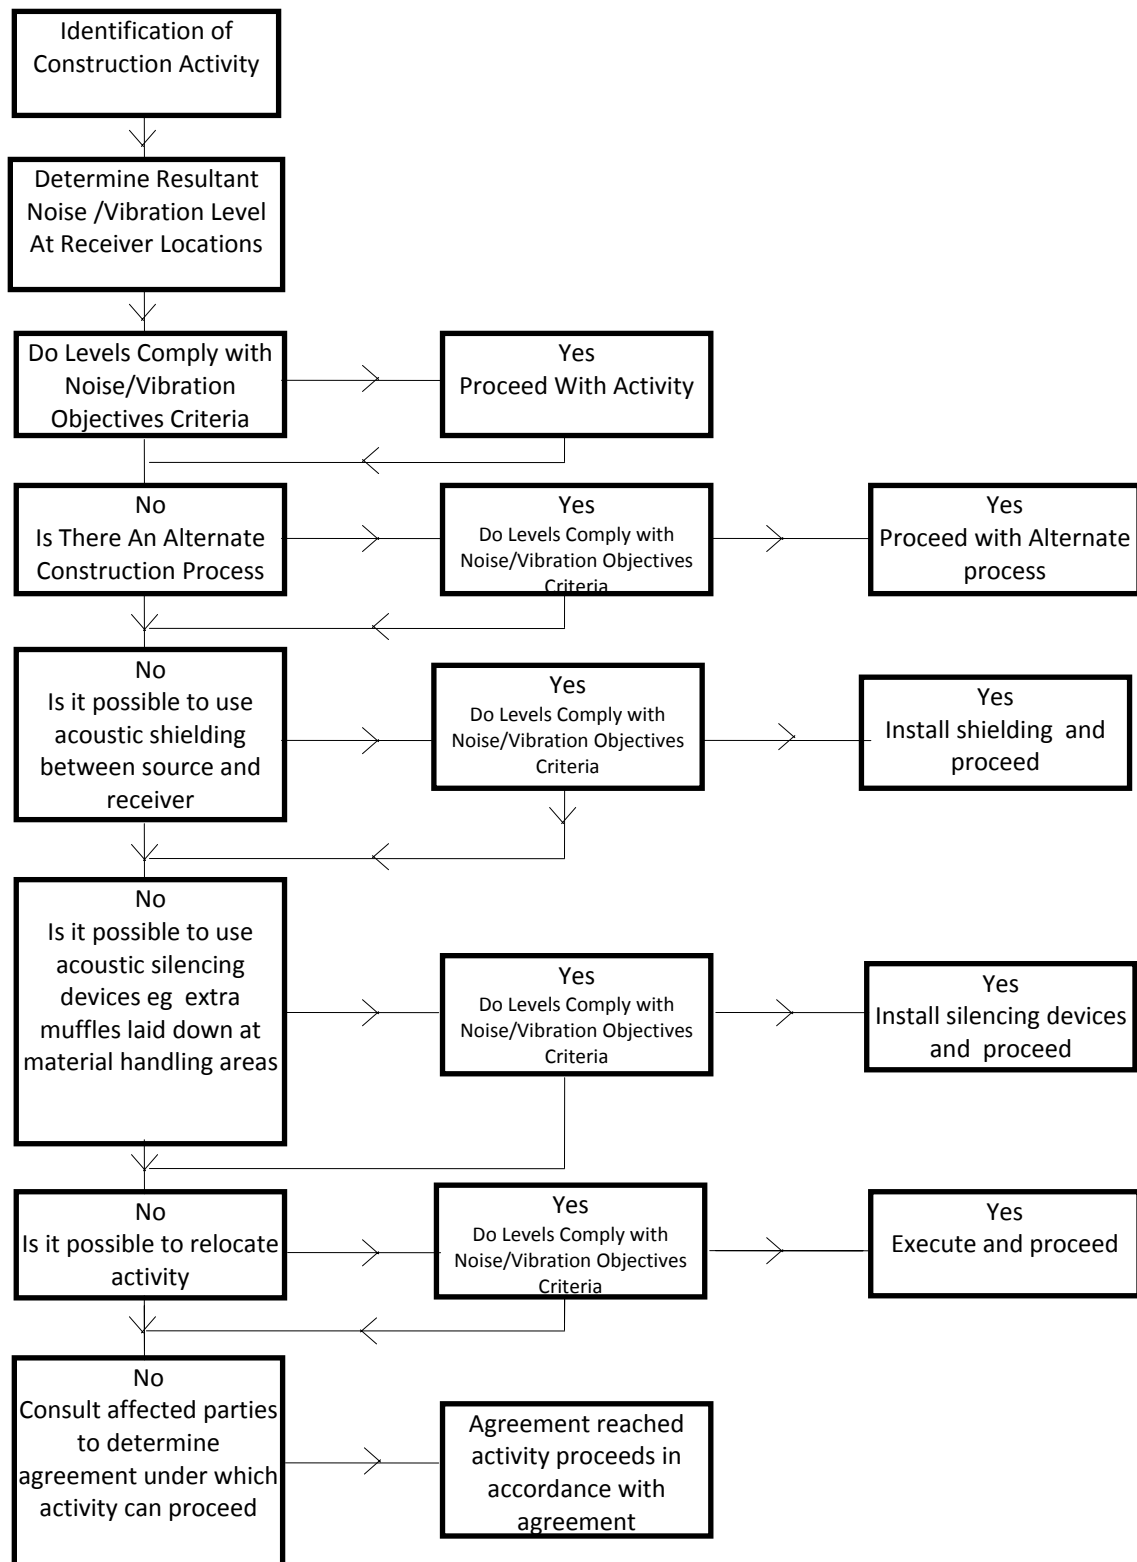 Identification of
Construction Activity
Determine Resultant
Noise /Vibration Level
At Receiver Locations
Do Levels Comply with
Noise/Vibration
Objectives Criteria
Yes
Proceed With Activity
No
Is There An Alternate
Construction Process
Yes
Do Levels Comply with
Noise/Vibration Objectives
Criteria
Yes
Proceed with Alternate
process
No
Is it possible to use
acoustic shielding
between source and
receiver
Yes
Do Levels Comply with
Noise/Vibration Objectives
Criteria
Yes
Install shielding and
proceed
No
Is it possible to use
acoustic silencing
devices eg extra
muffles laid down at
material handling areas
Yes
Do Levels Comply with
Noise/Vibration Objectives
Criteria
Yes
Install silencing devices
and proceed
No
Is it possible to relocate
activity
Yes
Do Levels Comply with
Noise/Vibration Objectives
Criteria
Yes
Execute and proceed
No
Consult affected parties
to determine
agreement under which
activity can proceed
Agreement reached
activity proceeds in
accordance with
agreement